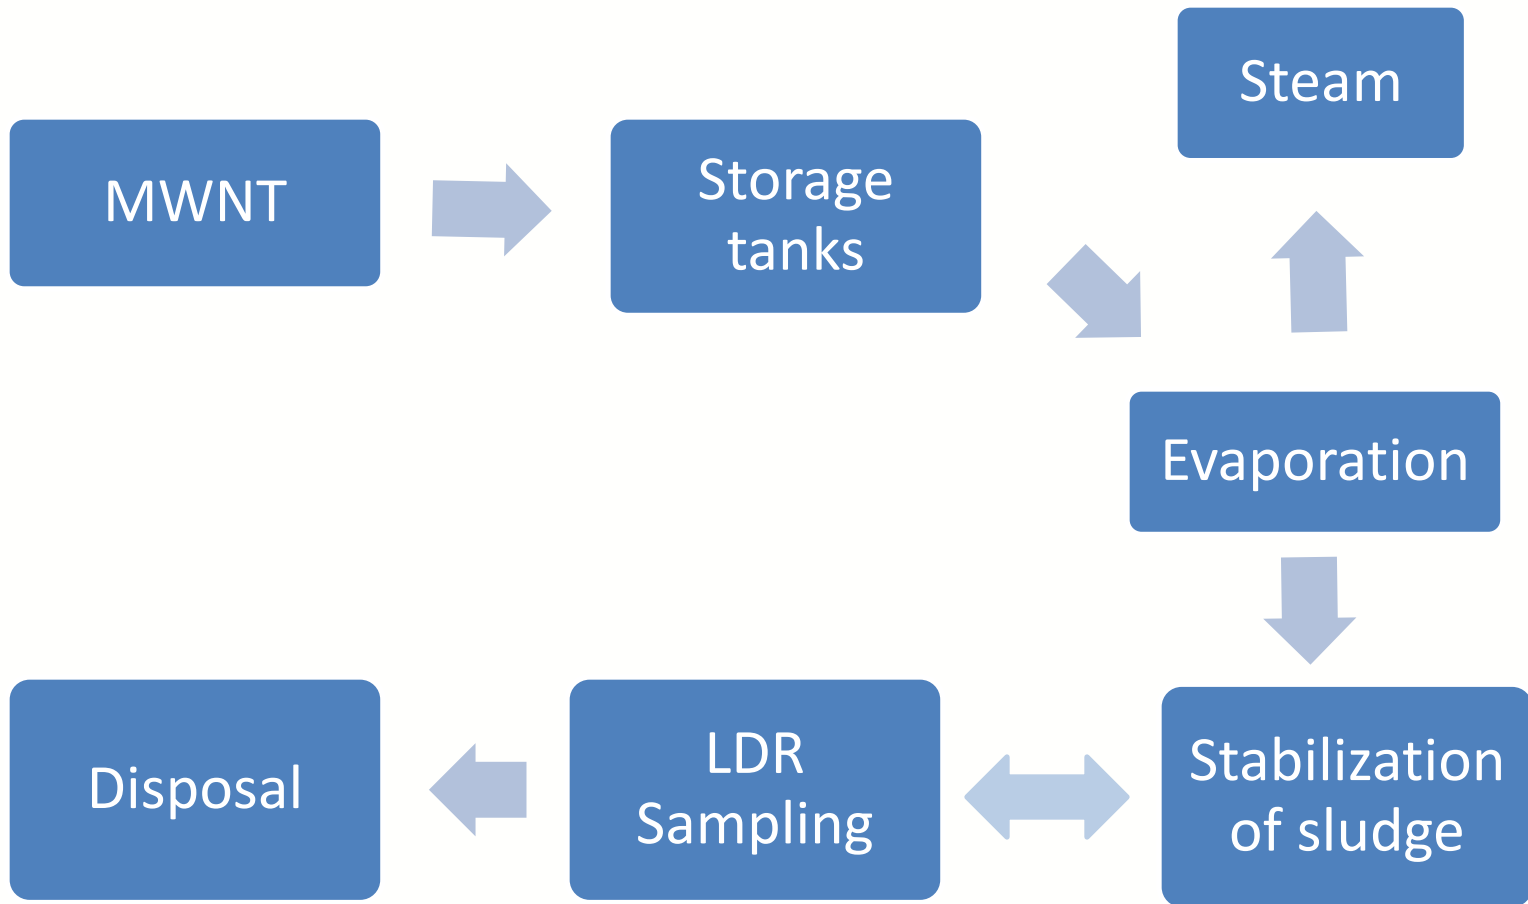 MWNT
Storage
tanks
Steam
Evaporation
Stabilization
of sludge
LDR
Sampling
Disposal